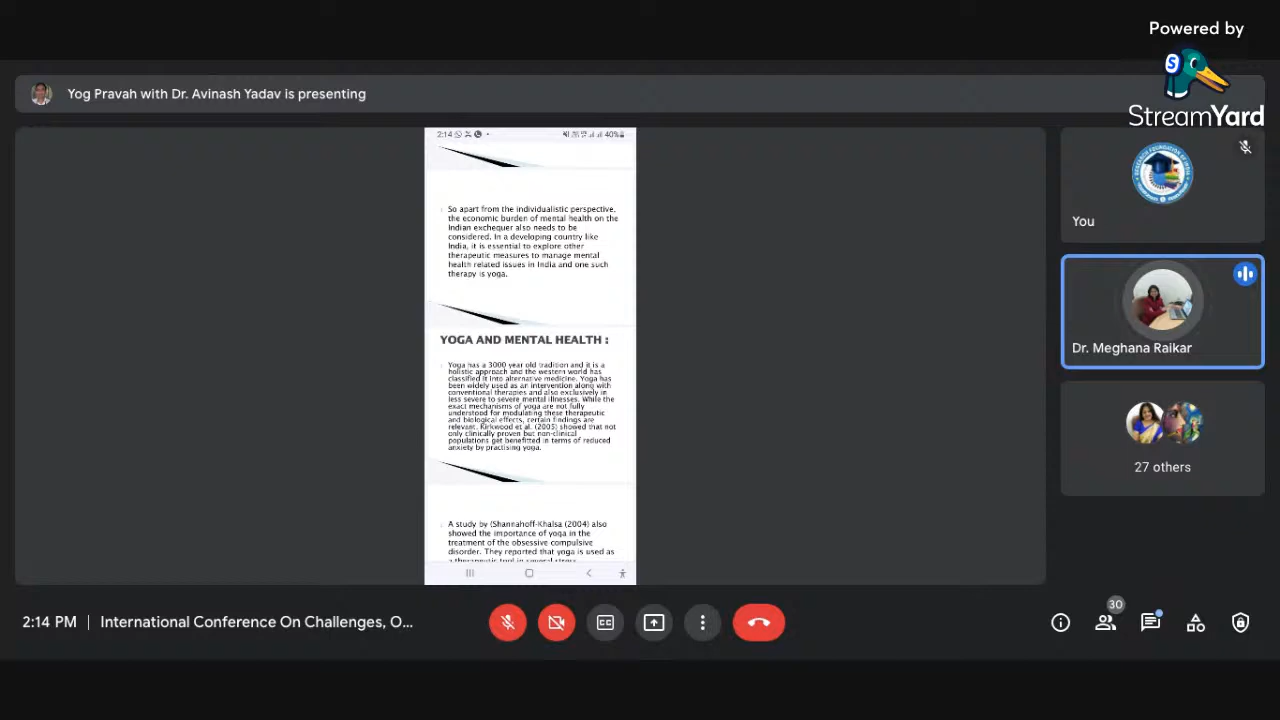 Powered by
StreamYard
Yog Pravah with Dr. Avinash Yadav is presenting
2:14
40%
So apart from the individualistic perspective,
the economic burden of mental health on the
Indian exchequer also needs to be
considered. In a developing country like
India, it is essential to explore other
therapeutic measures to manage mental
health related issues in India and one such
therapy is yoga.
YOGA AND MENTAL HEALTH :
Yoga has a 3000 year old tradition and it is a
holistic approach and the western world has
classified it into alternative medicine. Yoga has
been widely used as an intervention along with
conventional therapies and also exclusively in
less severe to severe mental illnesses. While the
exact mechanisms of yoga are not fully
understood for modulating these therapeutic
and biological effects, certain findings are
relevant. Kirkwood et al. (2005) showed that not
only clinically proven but non-clinical
populations get benefitted in terms of reduced
anxiety by practising yoga.
A study by (Shannahoff-Khalsa (2004) also
showed the importance of yoga in the
treatment of the obsessive compulsive
disorder. They reported that yoga is used as
a therapeutic tool in several stress
You
Dr. Meghana Raikar
27 others
2:14 PM
International Conference On Challenges, O...
30